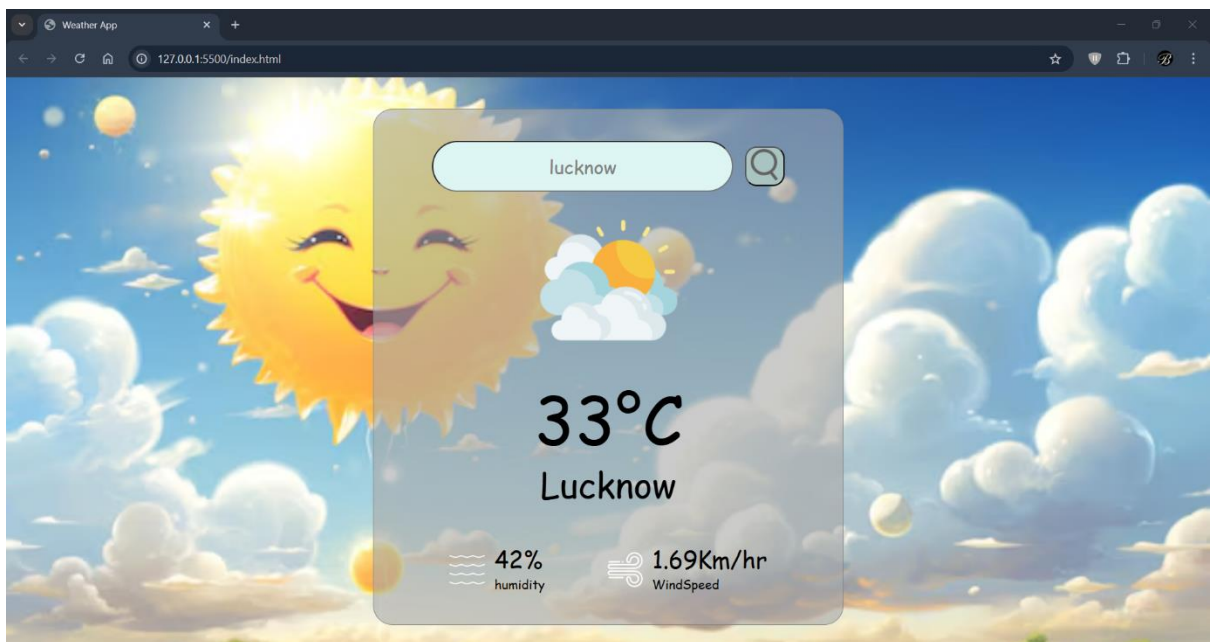 Weather App
127.0.0.1:5500/index.html
lucknow
33°C
Lucknow
42%
humidity
1.69Km/hr
WindSpeed